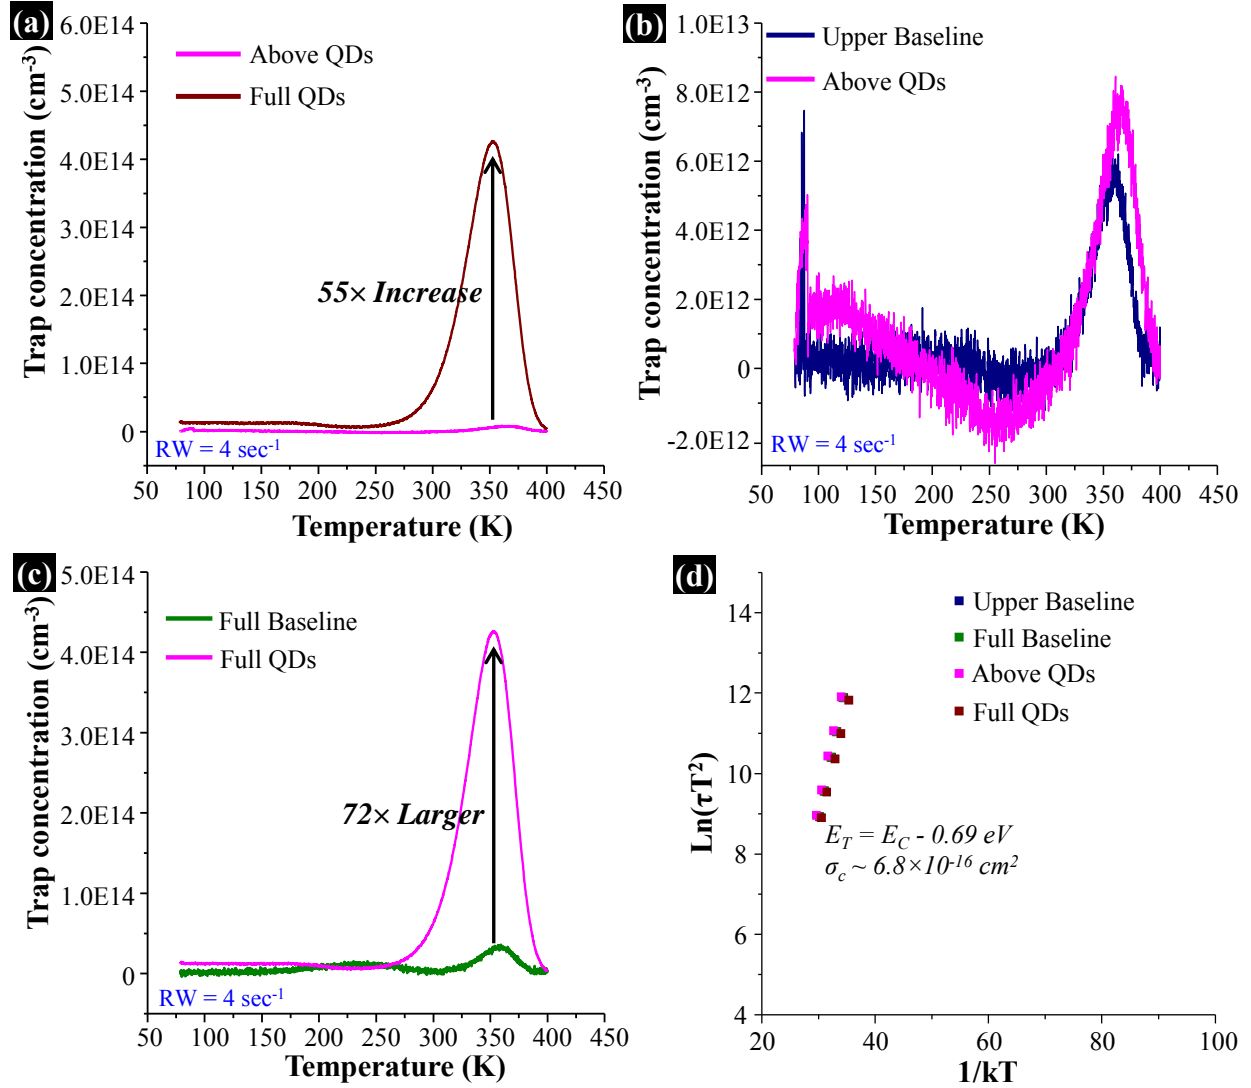 (a)
6.0E14
5.0E14
4.0E14
3.0E14
2.0E14
1.0E14
0
Trap concentration (cm-3)
Above QDs
Full QDs
55× Increase
RW = 4 sec-1
50 100 150 200 250 300 350 400 450
Temperature (K)
(b)
1.0E13
8.0E12
6.0E12
4.0E12
2.0E12
0
-2.0E12
Trap concentration (cm-3)
Upper Baseline
Above QDs
RW = 4 sec-1
50 100 150 200 250 300 350 400 450
Temperature (K)
(c)
5.0E14
4.0E14
3.0E14
2.0E14
1.0E14
0
Trap concentration (cm-3)
Full Baseline
Full QDs
72× Larger
RW = 4 sec-1
50 100 150 200 250 300 350 400 450
Temperature (K)
(d)
14
12
10
8
6
4
Ln(τT2)
Upper Baseline
Full Baseline
Above QDs
Full QDs
ET = EC - 0.69 eV
σc ~ 6.8×10-16 cm2
20 40 60 80 100
1/kT